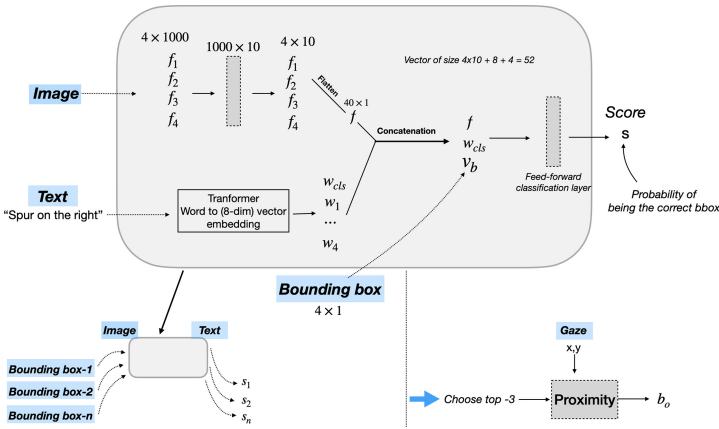 4 × 1000
1000 × 10
4 × 10
Vector of size 4x10 + 8 + 4 = 52
f1
f2
f3
f4
f1
f2
f3
f4
Flatten
40 × 1
f
Image
Concatenation
f
wcls
vb
Feed-forward
classification layer
Score
s
Probability of
being the correct bbox
Text
“Spur on the right”
Tranformer
Word to (8-dim) vector
embedding
wcls
w1
...
w4
Bounding box
4 × 1
Image
Text
Bounding box-1
Bounding box-2
Bounding box-n
s1
s2
sn
Gaze
x,y
Choose top -3
Proximity
bo